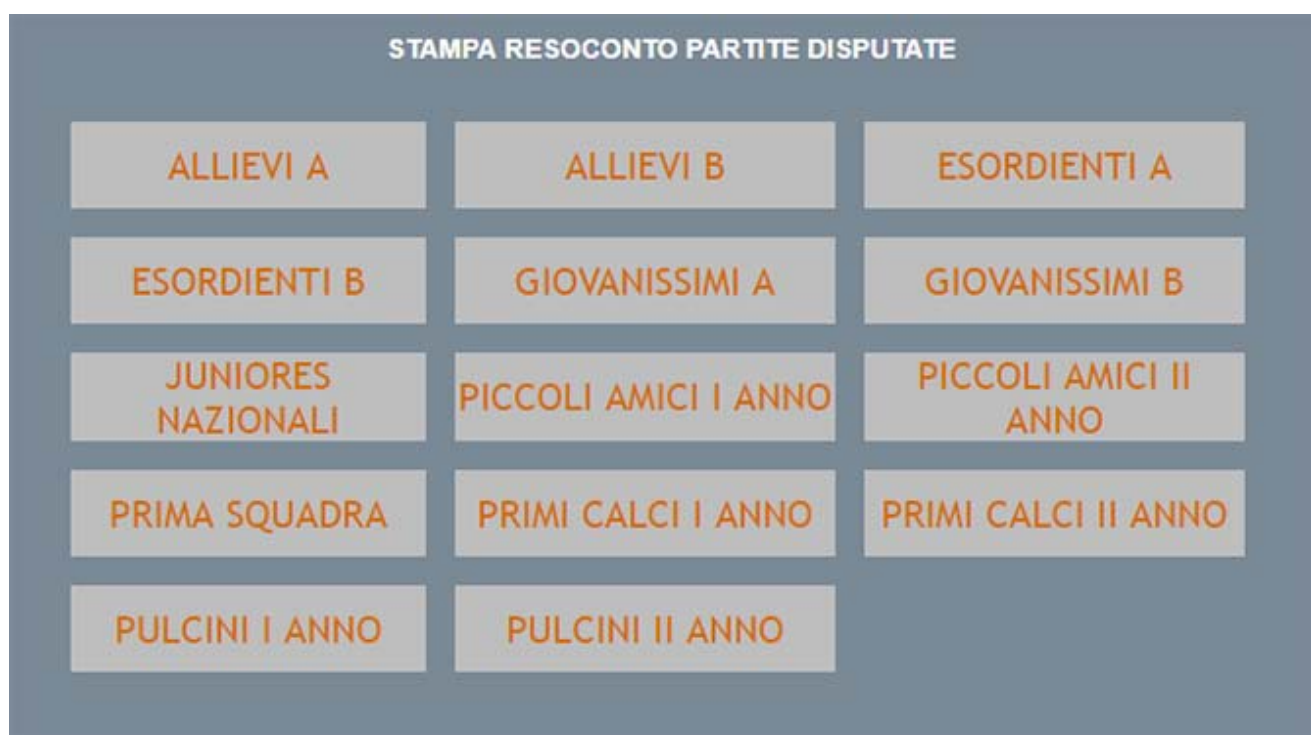 STAMPA RESOCONTO PARTITE DISPUTATE
ALLIEVI A
ALLIEVI B
ESORDIENTI A
ESORDIENTI B
GIOVANISSIMI A
GIOVANISSIMI B
JUNIORES
NAZIONALI
PICCOLI AMICI I ANNO
PICCOLI AMICI II
ANNO
PRIMA SQUADRA
PRIMI CALCI I ANNO
PRIMI CALCI II ANNO
PULCINI I ANNO
PULCINI II ANNO